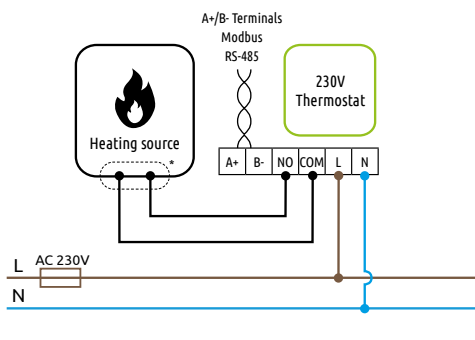 A+/B- Terminals
Modbus
RS-485
230V
Thermostat
Heating source
*
A+ B- NO COM L N
L AC 230V
N